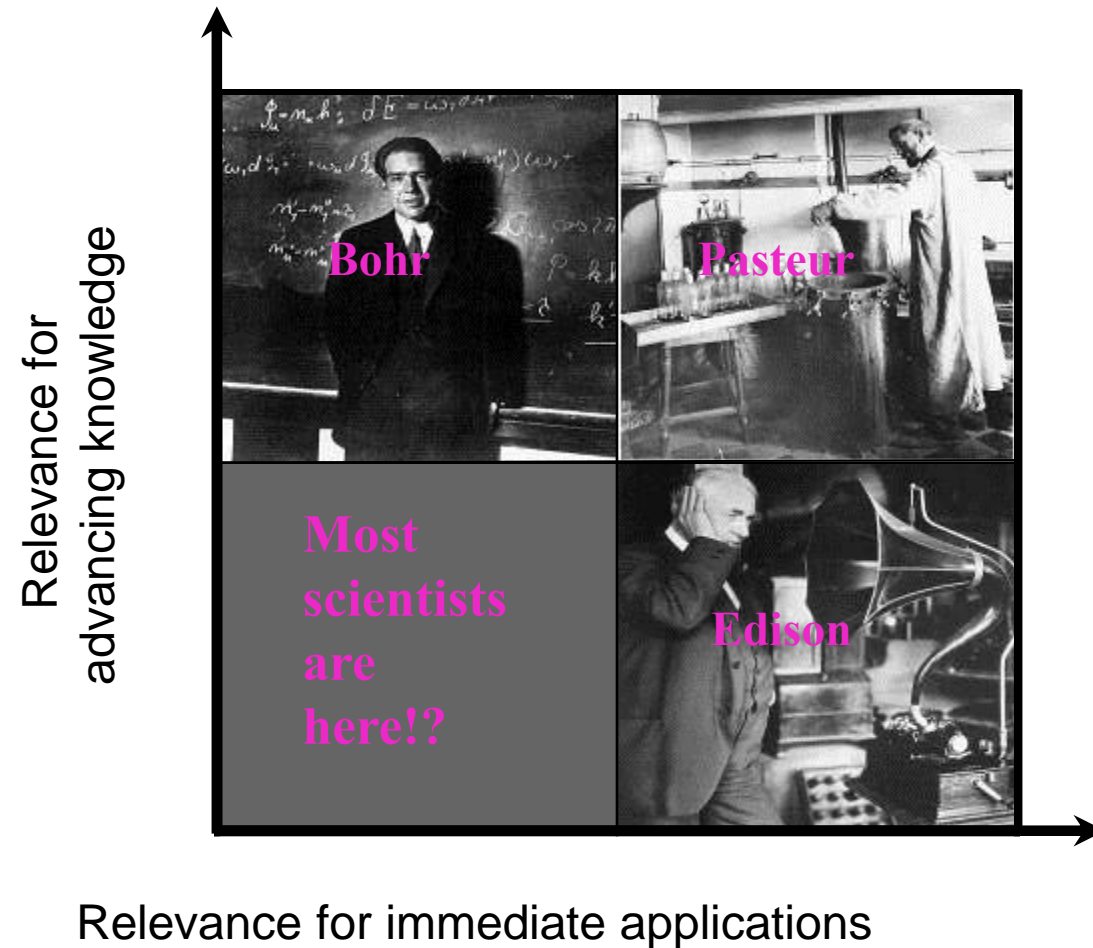 Relevance for
advancing knowledge
Bohr
Pasteur
Most
scientists
are
here!?
Edison
Relevance for immediate applications